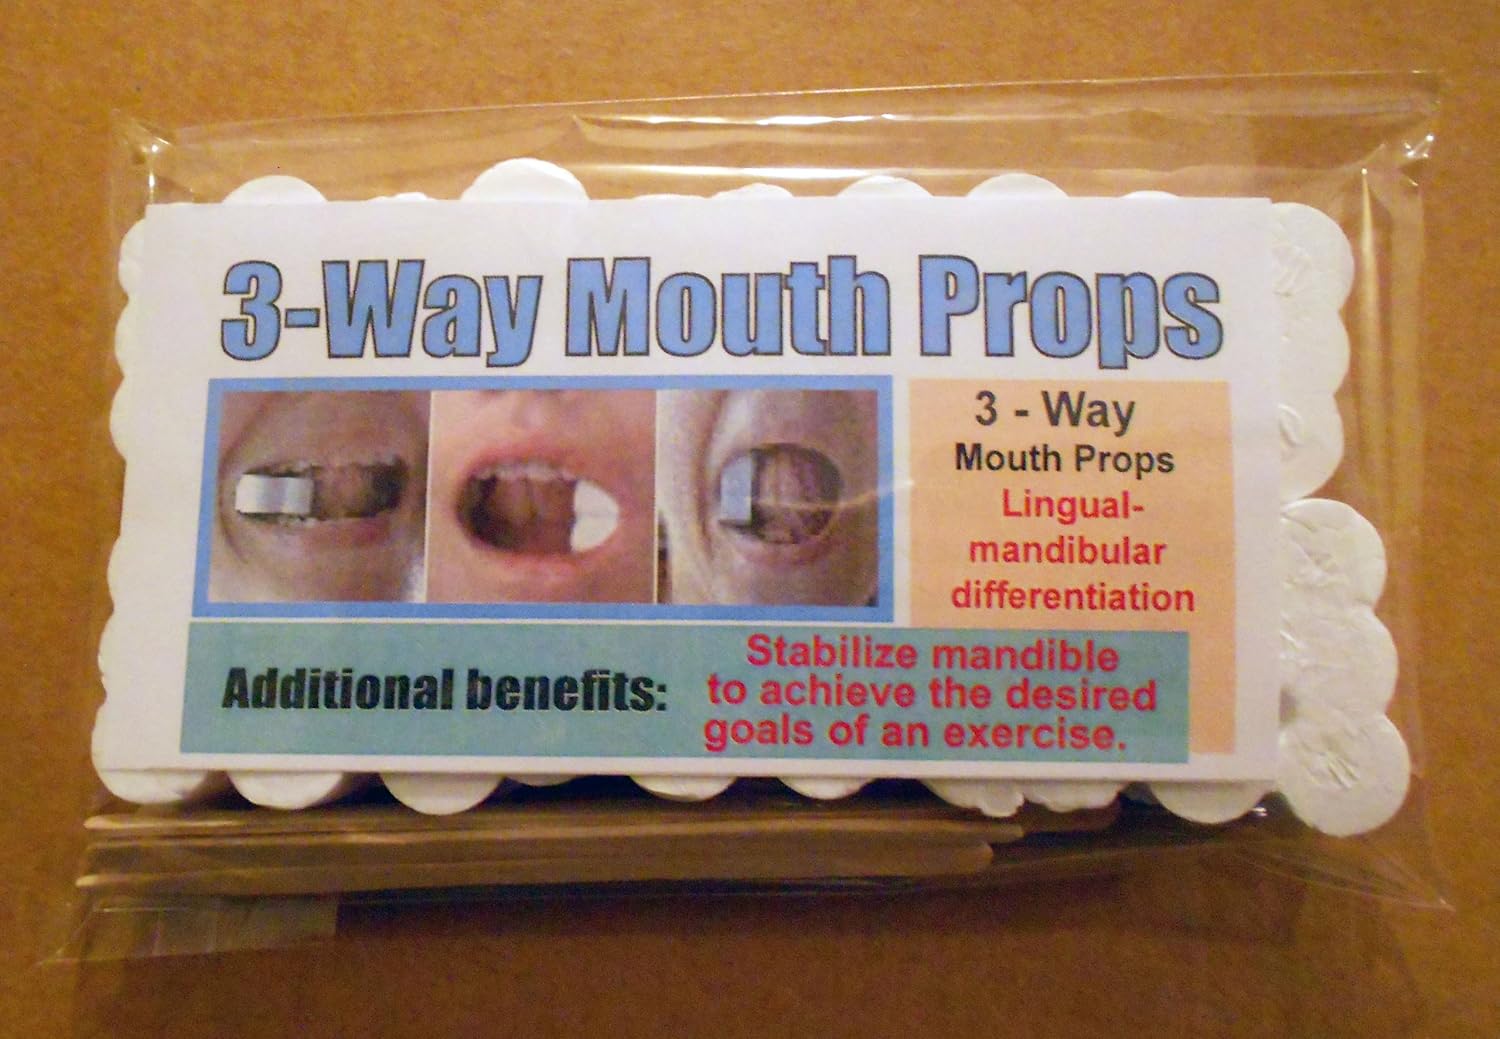 3-Way Mouth Props
3 - Way
Mouth Props
Lingual-
mandibular
differentiation
Additional benefits:
Stabilize mandible
to achieve the desired
goals of an exercise.